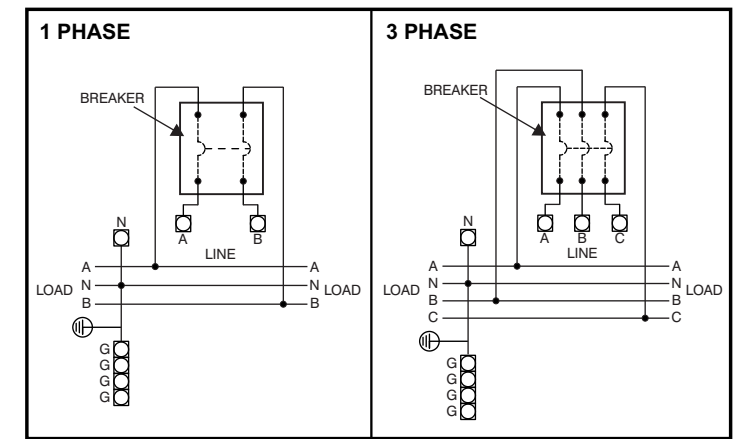 1 PHASE
BREAKER
N
A B
LINE
A A
LOAD N N LOAD
B B
G
G
G
G
3 PHASE
BREAKER
N
A B C
LINE
A A
LOAD N N LOAD
B B
C C
G
G
G
G